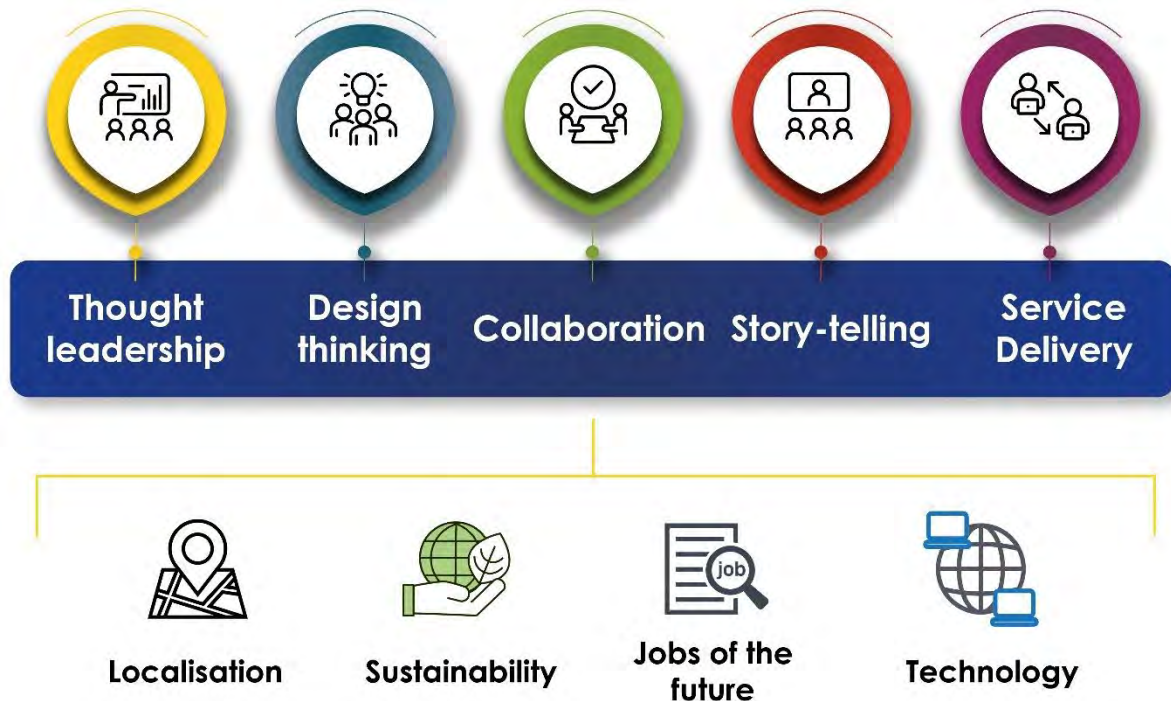 Thought
leadership
Design
thinking
Collaboration
Story-telling
Service
Delivery
job
Localisation
Sustainability
Jobs of the
future
Technology